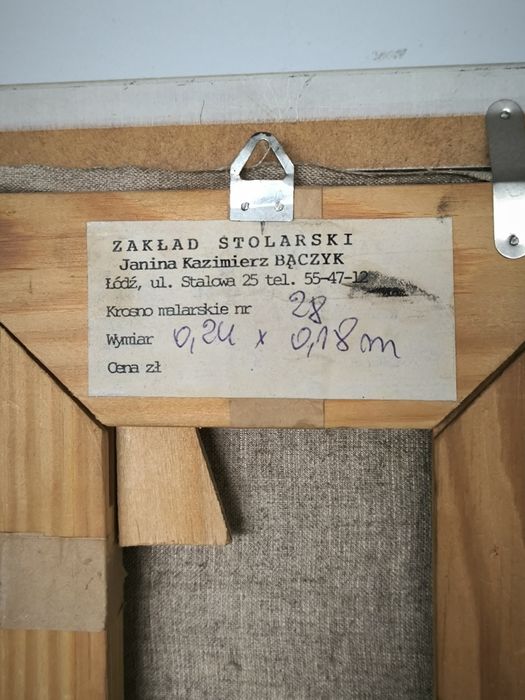 ZAKŁAD STOLARSKI
Janina Kazimierz BĄCZYK
Łódź, ul. Stalowa 25 tel. 55-47-12
Krosno malarskie nr 28
Wymiar 0,24 x 0,18 m
Cena zł